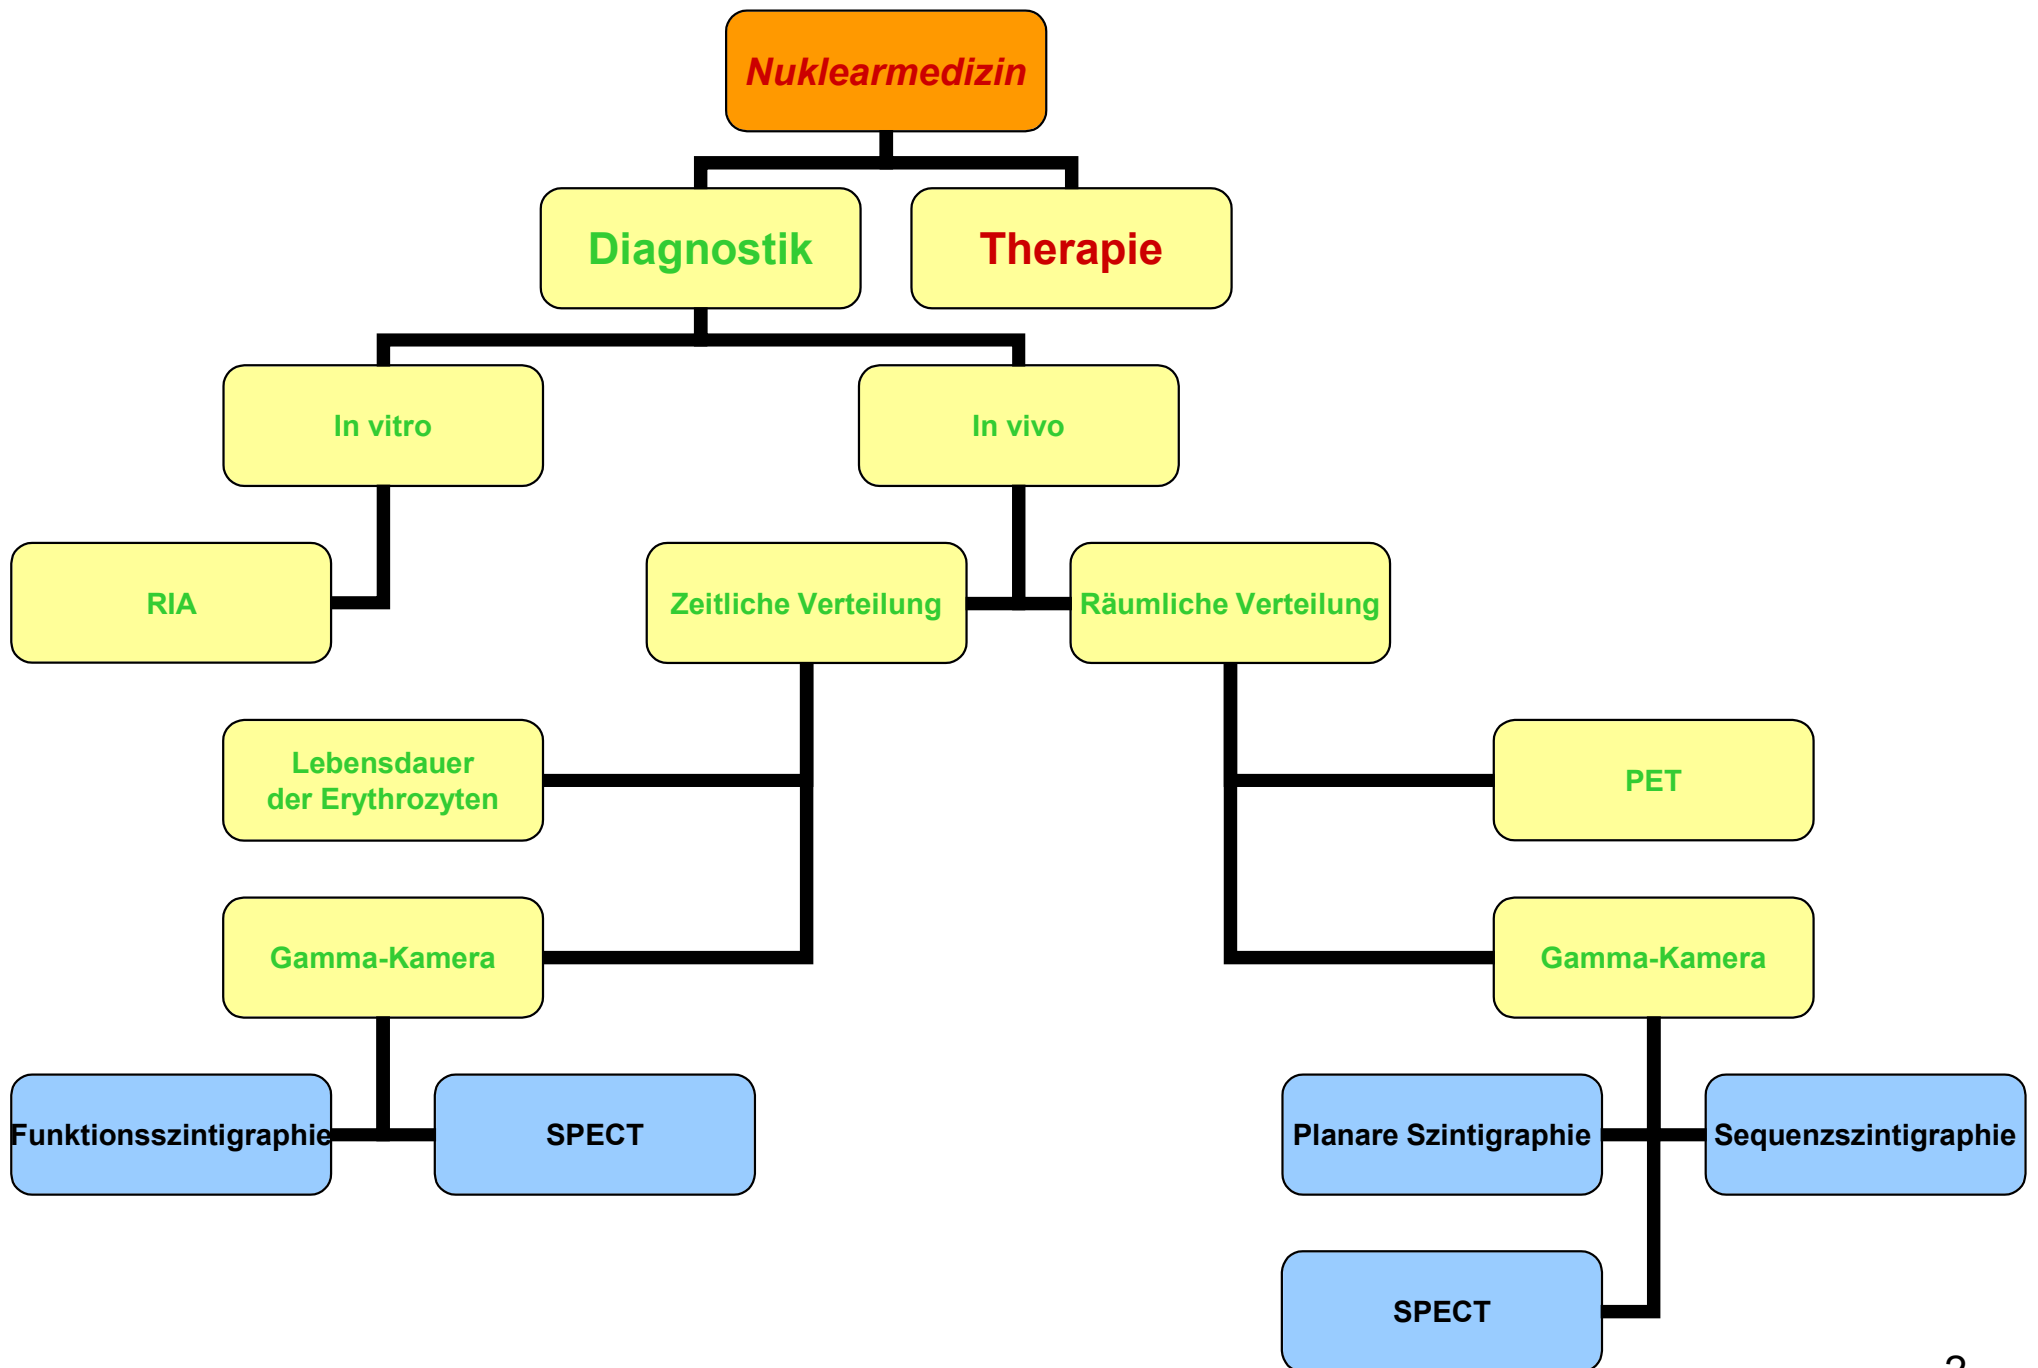 Nuklearmedizin
Diagnostik
Therapie
In vitro
In vivo
RIA
Zeitliche Verteilung
Räumliche Verteilung
Lebensdauer
der Erythrozyten
PET
Gamma-Kamera
Gamma-Kamera
Funktionsszintigraphie
SPECT
Planare Szintigraphie
Sequenzszintigraphie
SPECT
2